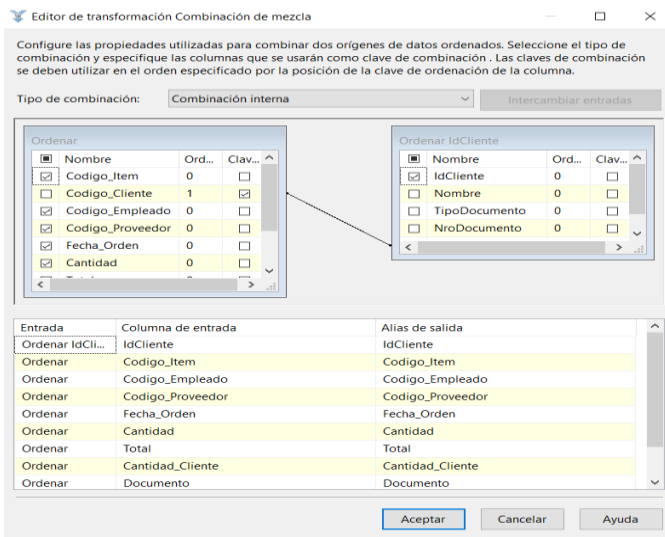 Editor de transformación Combinación de mezcla
Configure las propiedades utilizadas para combinar dos orígenes de datos ordenados. Seleccione el tipo de
combinación y especifique las columnas que se usarán como clave de combinación . Las claves de combinación
se deben utilizar en el orden especificado por la posición de la clave de ordenación de la columna.
Tipo de combinación: Combinación interna Intercambiar entradas
Ordenar
Nombre Ord... Clav...
Codigo_Item 0
Codigo_Cliente 1
Codigo_Empleado 0
Codigo_Proveedor 0
Fecha_Orden 0
Cantidad 0
Ordenar IdCliente
Nombre Ord... Clav...
IdCliente 0
Nombre 0
TipoDocumento 0
NroDocumento 0
Entrada Columna de entrada Alias de salida
Ordenar IdCli... IdCliente IdCliente
Ordenar Codigo_Item Codigo_Item
Ordenar Codigo_Empleado Codigo_Empleado
Ordenar Codigo_Proveedor Codigo_Proveedor
Ordenar Fecha_Orden Fecha_Orden
Ordenar Cantidad Cantidad
Ordenar Total Total
Ordenar Cantidad_Cliente Cantidad_Cliente
Ordenar Documento Documento
Aceptar Cancelar Ayuda